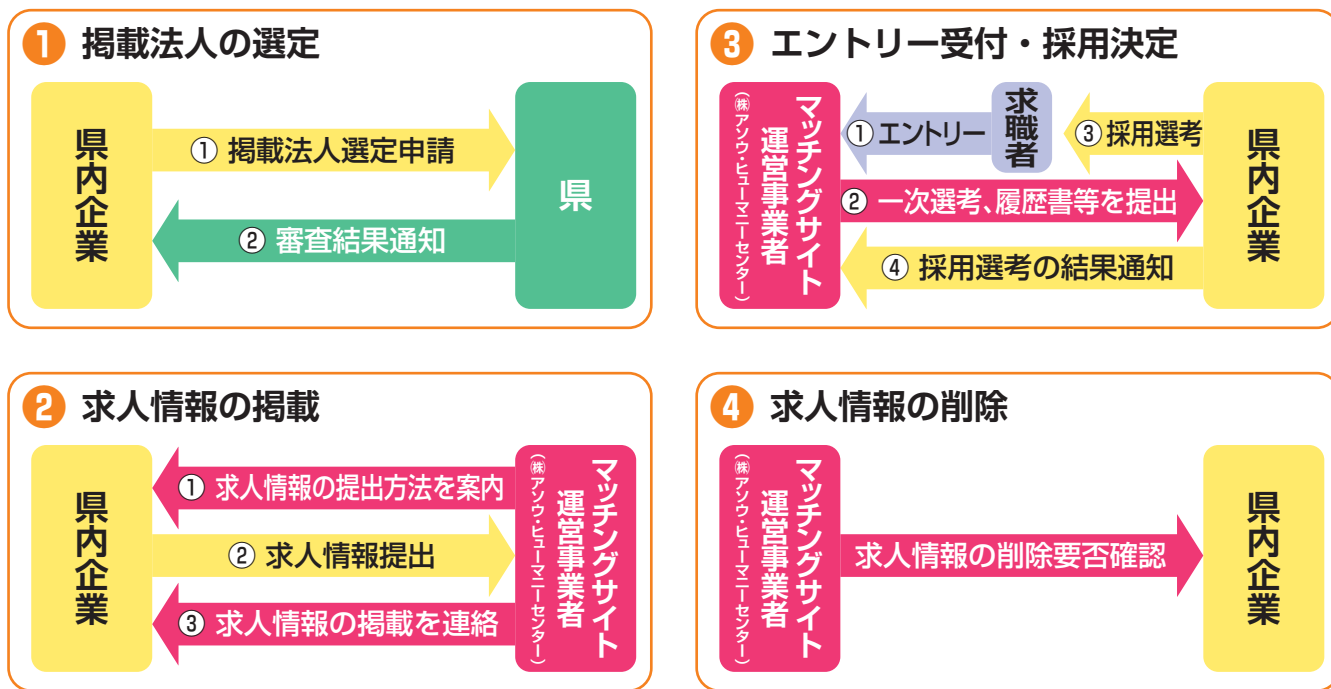 ❶ 掲載法人の選定
県内企業
① 掲載法人選定申請
② 審査結果通知
県
❷ 求人情報の掲載
県内企業
① 求人情報の提出方法を案内
② 求人情報提出
③ 求人情報の掲載を連絡
マッチングサイト
運営事業者
（㈱アソウ・ヒューマニーセンター）
❸ エントリー受付・採用決定
マッチングサイト
運営事業者
（㈱アソウ・ヒューマニーセンター）
① エントリー
求職者
③ 採用選考
② 一次選考、履歴書等を提出
④ 採用選考の結果通知
県内企業
❹ 求人情報の削除
マッチングサイト
運営事業者
（㈱アソウ・ヒューマニーセンター）
求人情報の削除要否確認
県内企業